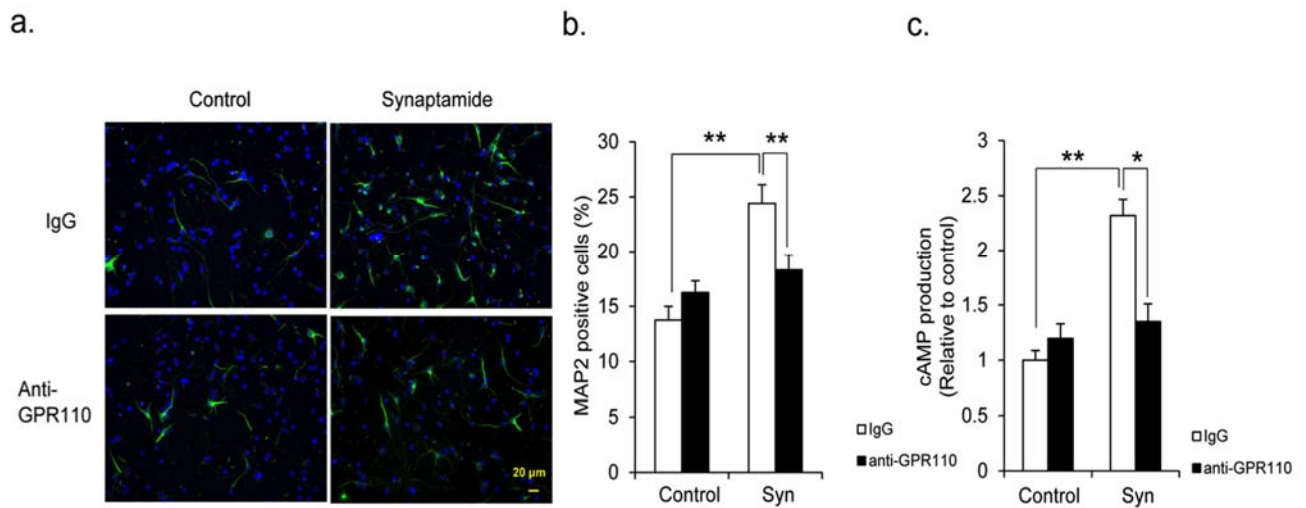 a.
Control Synaptamide
IgG
Anti-
GPR110
20 μm
b.
MAP2 positive cells (%)
30
25
20
15
10
5
0
** **
Control Syn
IgG
anti-GPR110
c.
cAMP production
(Relative to control)
3
2.5
2
1.5
1
0.5
0
** *
Control Syn
IgG
anti-GPR110